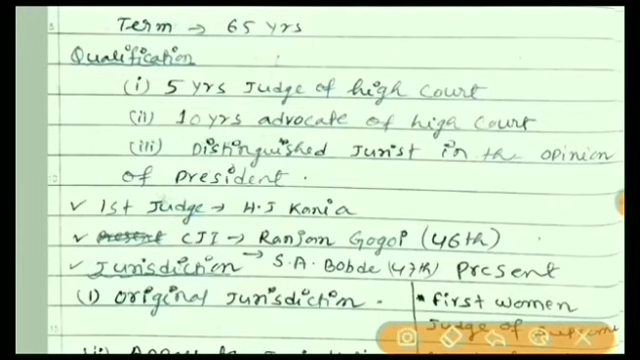 Term → 65 yrs
Qualification
(i) 5 yrs Judge of high Court
(ii) 10 yrs advocate of high Court
(iii) Distinguished Jurist in the opinion
of president.
✓ 1st Judge → H.J Kania
✓ Present CJI → Ranjan Gogoi (46th)
→ S.A. Bobde (47th) Present
✓ Jurisdiction
(1) Original Jurisdiction.
• First women
Judge of Supreme